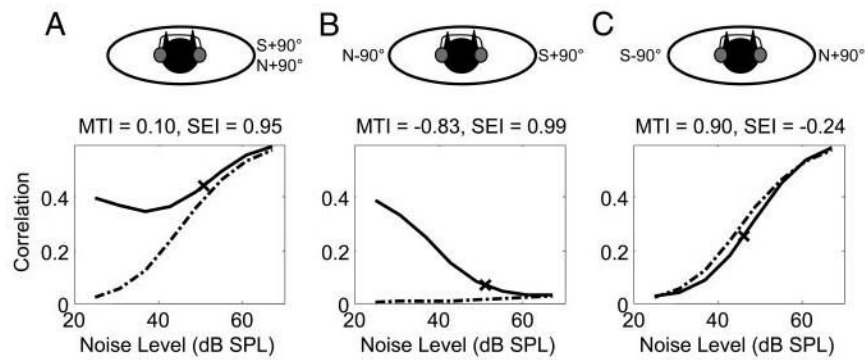 A
S+90°
N+90°
B
N-90°
S+90°
C
S-90°
N+90°
MTI = 0.10, SEI = 0.95
MTI = -0.83, SEI = 0.99
MTI = 0.90, SEI = -0.24
Correlation
0.4
0.2
0
20 40 60
Noise Level (dB SPL)
0.4
0.2
0
20 40 60
Noise Level (dB SPL)
0.4
0.2
0
20 40 60
Noise Level (dB SPL)